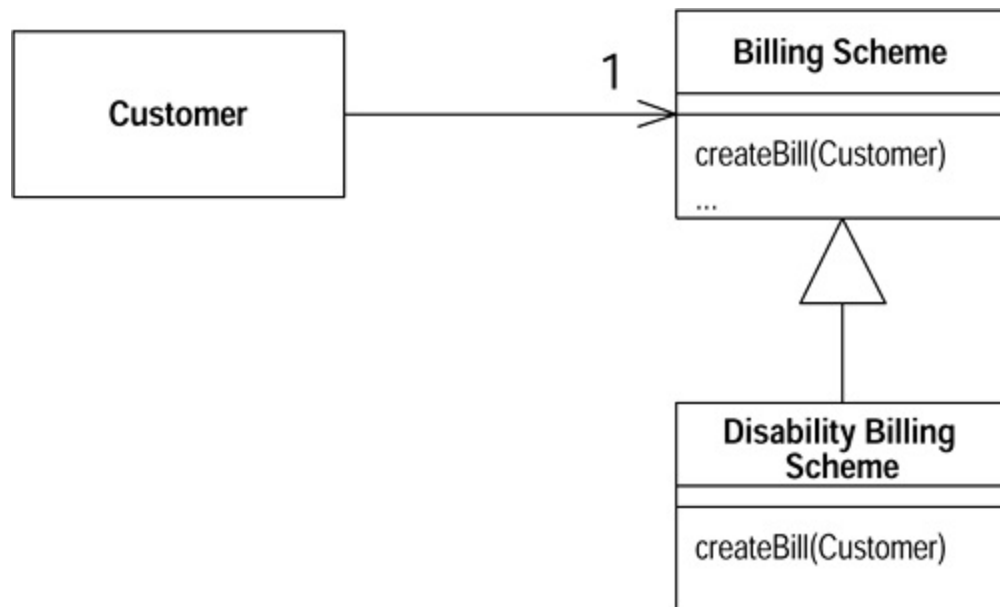 Customer
1
Billing Scheme
createBill(Customer)
...
Disability Billing
Scheme
createBill(Customer)